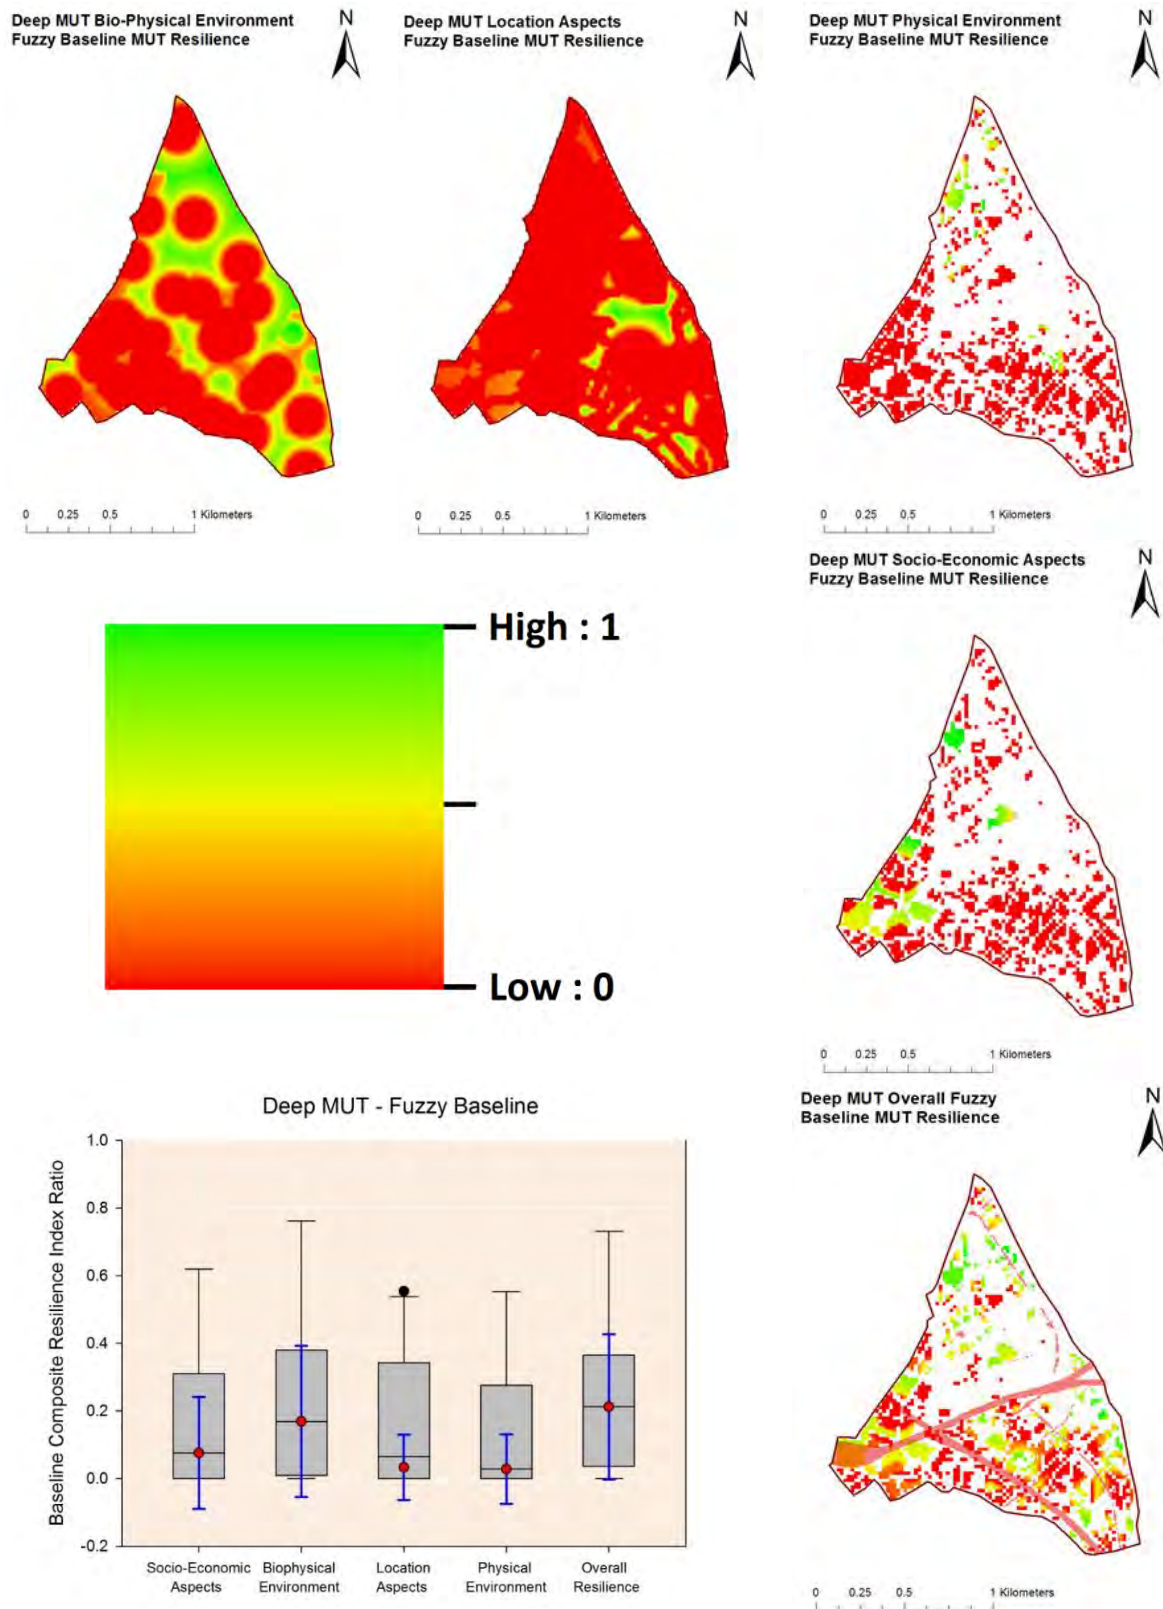 Deep MUT Bio-Physical Environment
Fuzzy Baseline MUT Resilience
N
Deep MUT Location Aspects
Fuzzy Baseline MUT Resilience
N
Deep MUT Physical Environment
Fuzzy Baseline MUT Resilience
N
0 0.25 0.5 1 Kilometers
0 0.25 0.5 1 Kilometers
0 0.25 0.5 1 Kilometers
Deep MUT Socio-Economic Aspects
Fuzzy Baseline MUT Resilience
N
High : 1
Low : 0
0 0.25 0.5 1 Kilometers
Deep MUT - Fuzzy Baseline
Baseline Composite Resilience Index Ratio
1.0
0.8
0.6
0.4
0.2
0.0
-0.2
Socio-Economic
Aspects
Biophysical
Environment
Location
Aspects
Physical
Environment
Overall
Resilience
Deep MUT Overall Fuzzy
Baseline MUT Resilience
N
0 0.25 0.5 1 Kilometers